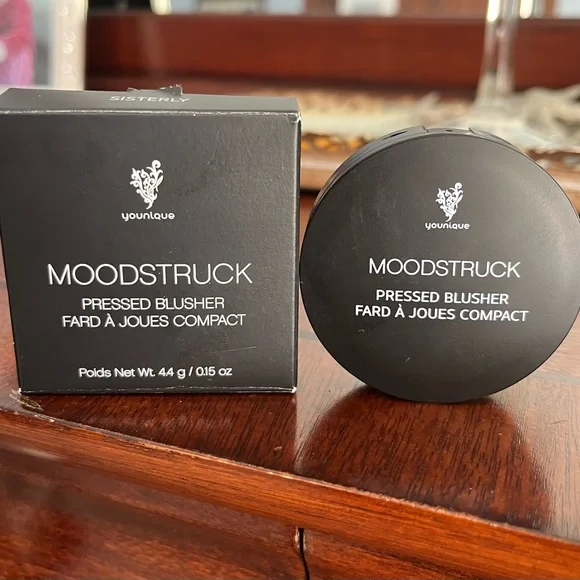 SISTERLY
younique
MOODSTRUCK
PRESSED BLUSHER
FARD À JOUES COMPACT
Poids Net Wt. 4.4 g / 0.15 oz
younique
MOODSTRUCK
PRESSED BLUSHER
FARD À JOUES COMPACT